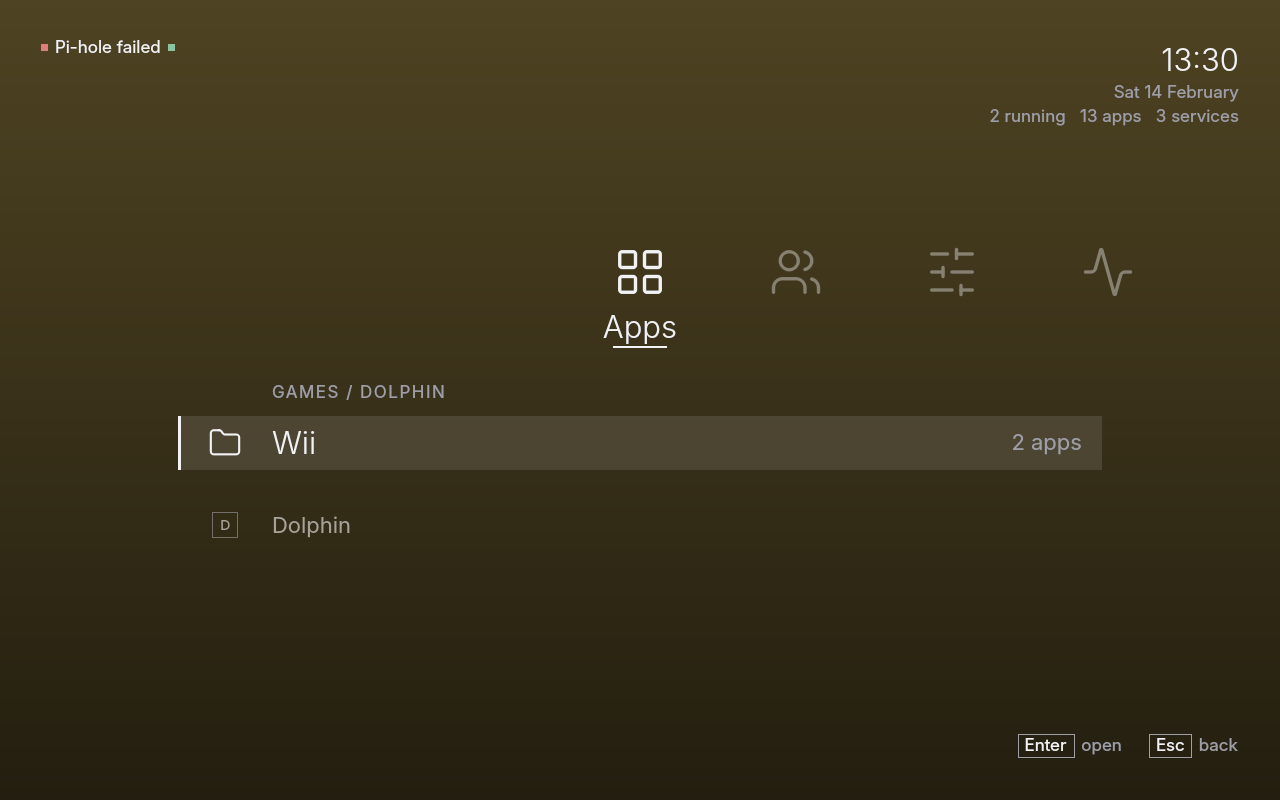 Pi-hole failed
13:30
Sat 14 February
2 running 13 apps 3 services
Apps
GAMES / DOLPHIN
Wii 2 apps
D Dolphin
Enter open Esc back